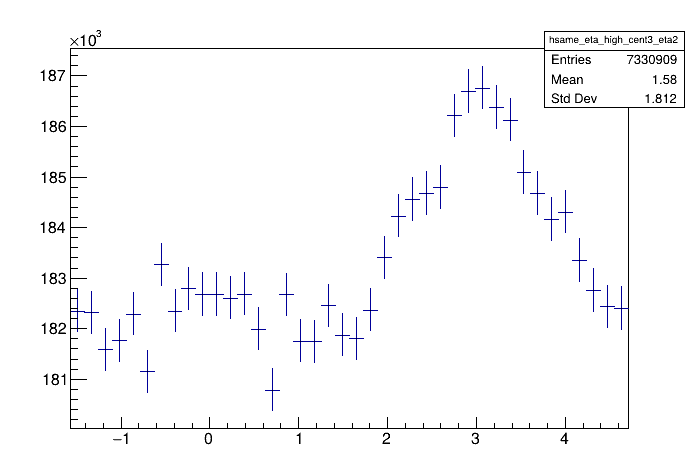 ×10³
hsame_eta_high_cent3_eta2
Entries 7330909
Mean 1.58
Std Dev 1.812
187
186
185
184
183
182
181
−1 0 1 2 3 4